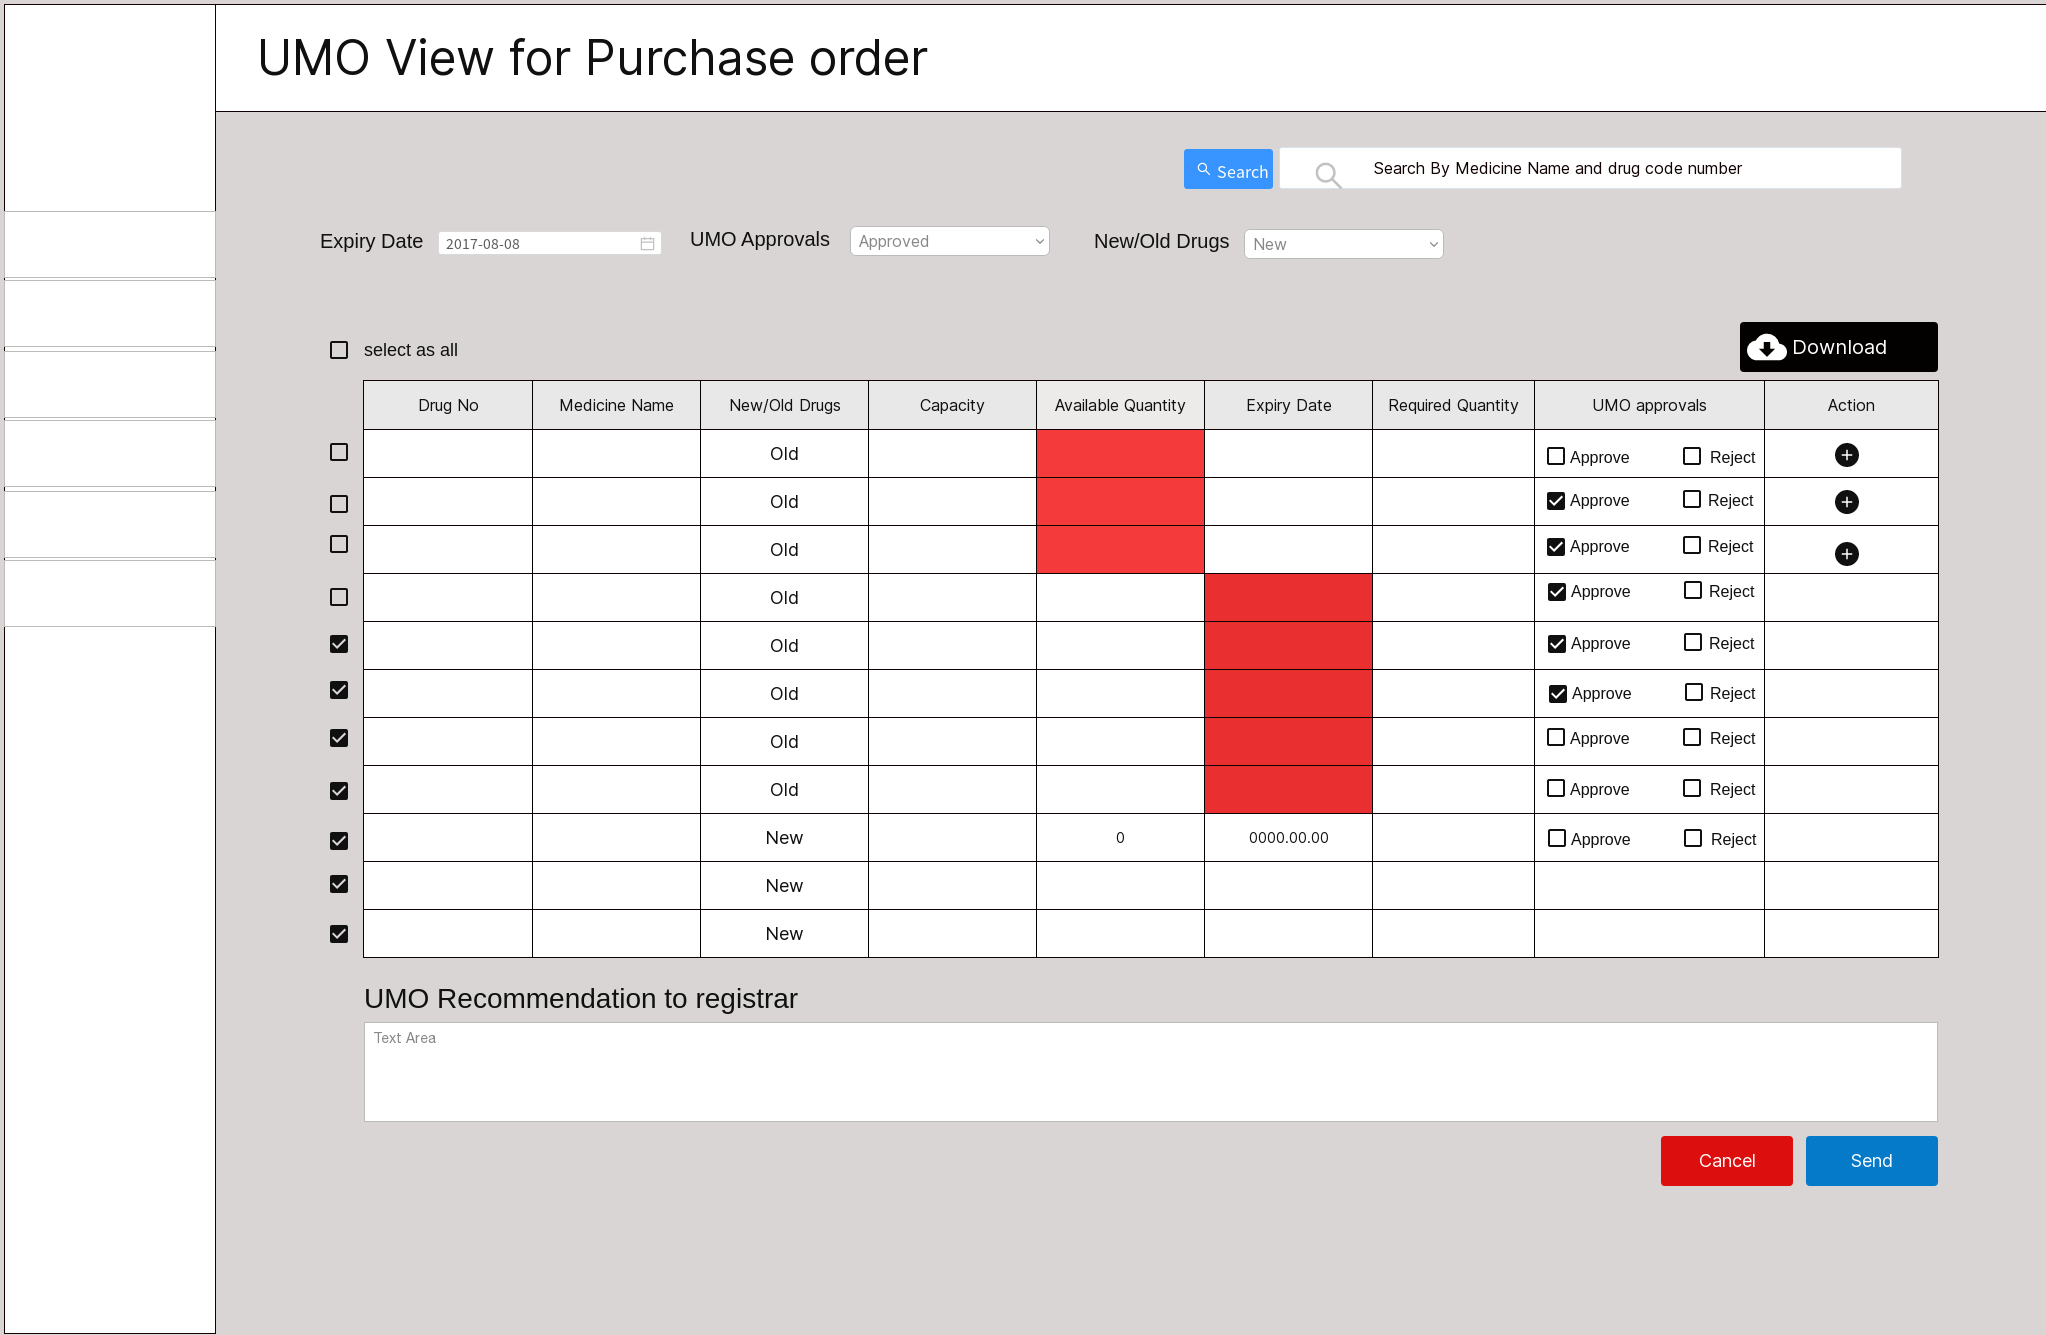 UMO View for Purchase order
Search
Search By Medicine Name and drug code number
Expiry Date 2017-08-08 UMO Approvals Approved New/Old Drugs New
select as all
Download
Drug No Medicine Name New/Old Drugs Capacity Available Quantity Expiry Date Required Quantity UMO approvals Action
Old Approve Reject
Old Approve Reject
Old Approve Reject
Old Approve Reject
Old Approve Reject
Old Approve Reject
Old Approve Reject
Old Approve Reject
New 0 0000.00.00 Approve Reject
New
New
UMO Recommendation to registrar
Text Area
Cancel Send